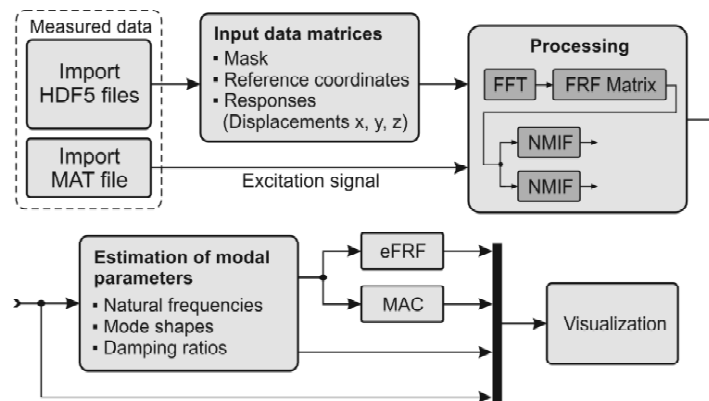 Measured data
Import
HDF5 files
Import
MAT file
Input data matrices
▪ Mask
▪ Reference coordinates
▪ Responses
(Displacements x, y, z)
Excitation signal
Processing
FFT
FRF Matrix
NMIF
NMIF
Estimation of modal
parameters
▪ Natural frequencies
▪ Mode shapes
▪ Damping ratios
eFRF
MAC
Visualization